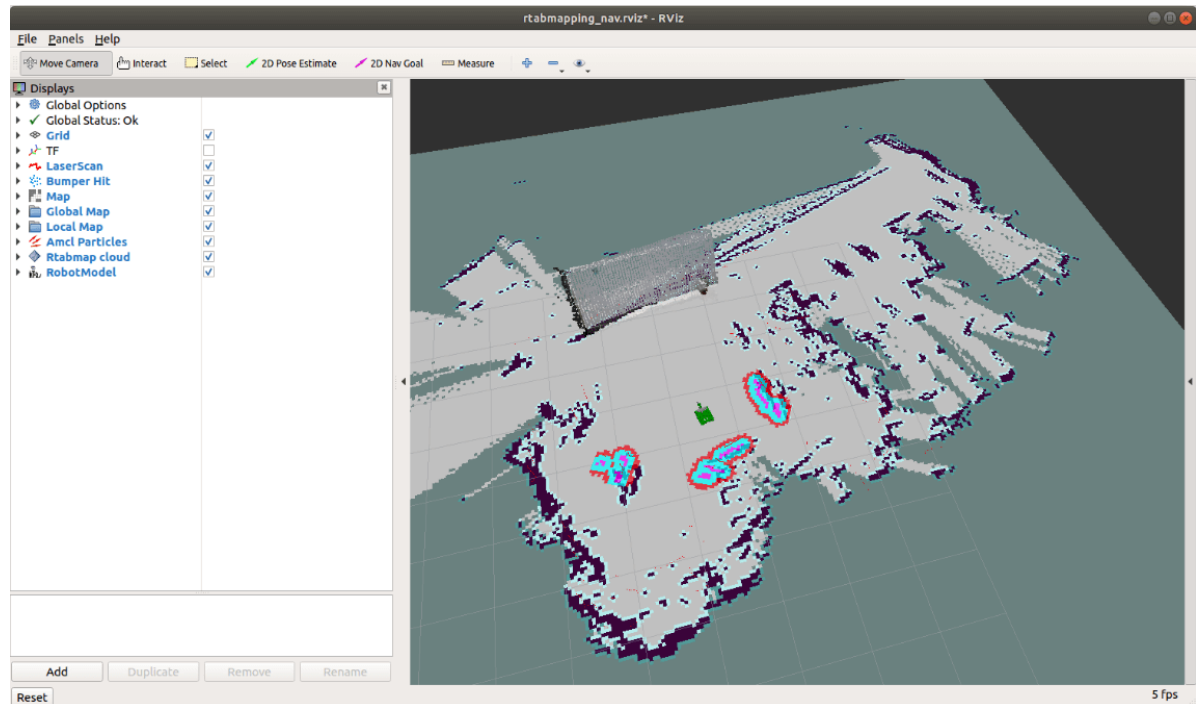 rtabmapping_nav.rviz* - RViz
File Panels Help
Move Camera Interact Select 2D Pose Estimate 2D Nav Goal Measure
Displays
Global Options
Global Status: Ok
Grid
TF
LaserScan
Bumper Hit
Map
Global Map
Local Map
Amcl Particles
Rtabmap cloud
RobotModel
Add Duplicate Remove Rename
Reset 5 fps